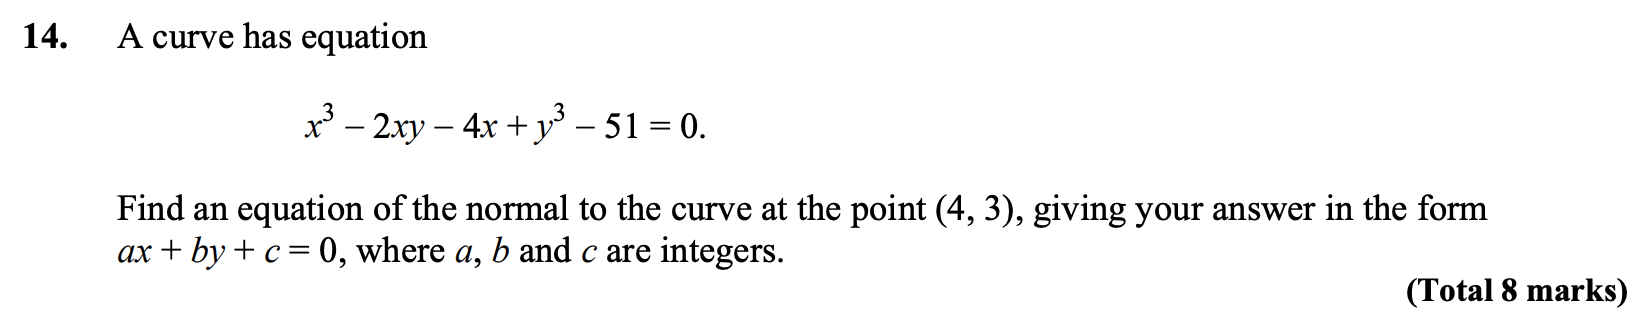 14. A curve has equation
x³ – 2xy – 4x + y³ – 51 = 0.
Find an equation of the normal to the curve at the point (4, 3), giving your answer in the form
ax + by + c = 0, where a, b and c are integers.
(Total 8 marks)